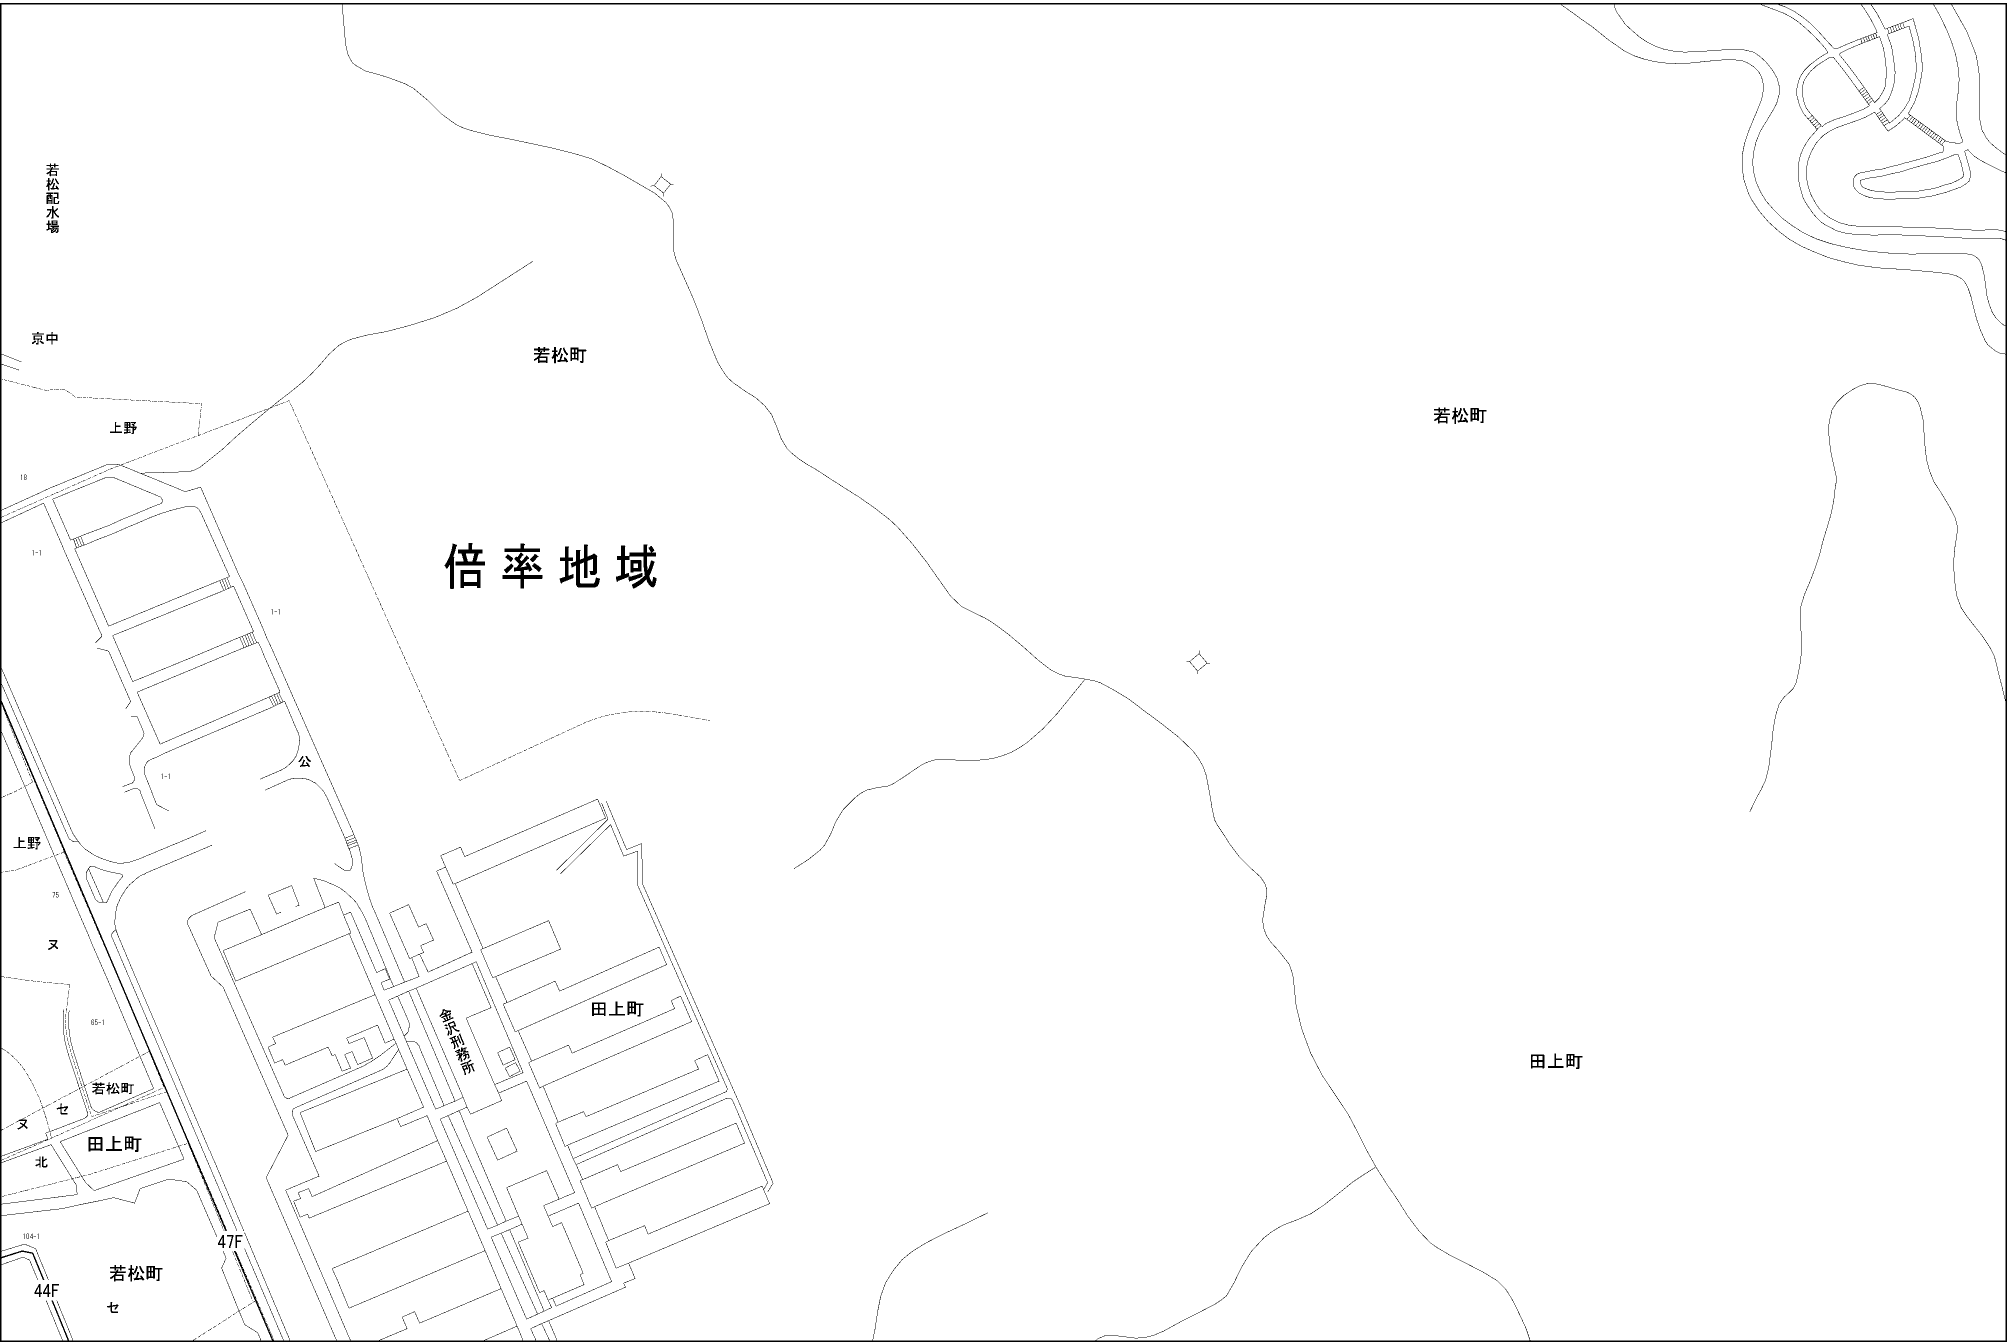 若松配水場
京中
若松町
上野
若松町
18
1-1
倍率地域
1-1
公
1-1
上野
75
ヌ
65-1
田上町
金沢刑務所
田上町
若松町
セ
ヌ
田上町
北
104-1
47F
若松町
44F
セ